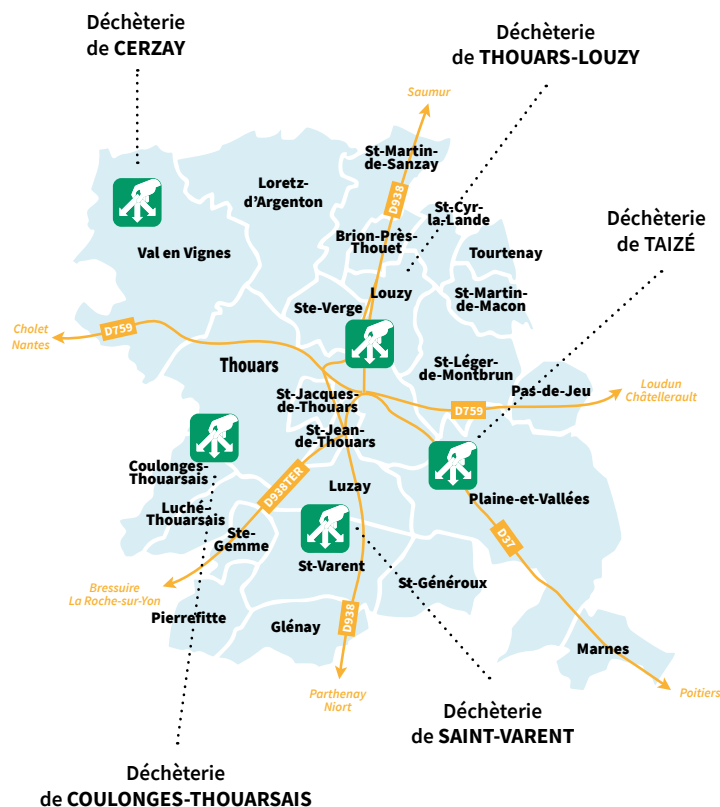 Déchèterie
de CERZAY
Déchèterie
de THOUARS-LOUZY
Saumur
St-Martin-
de-Sanzay
D938
Loretz-
d’Argenton
St-Cyr-
la-Lande
Brion-Près-
Thouet
Tourtenay
Déchèterie
de TAIZÉ
Val en Vignes
Louzy
Ste-Verge
St-Martin-
de-Macon
Cholet
Nantes
D759
Thouars
St-Léger-
de-Montbrun
Pas-de-Jeu
Loudun
Châtellerault
St-Jacques-
de-Thouars
D759
St-Jean-
de-Thouars
Coulonges-
Thouarsais
D938TER
Luzay
Plaine-et-Vallées
Luché-
Thouarsais
Ste-
Gemme
D37
St-Varent
St-Généroux
Bressuire
La Roche-sur-Yon
Pierrefitte
Glénay
D938
Marnes
Parthenay
Niort
Poitiers
Déchèterie
de SAINT-VARENT
Déchèterie
de COULONGES-THOUARSAIS